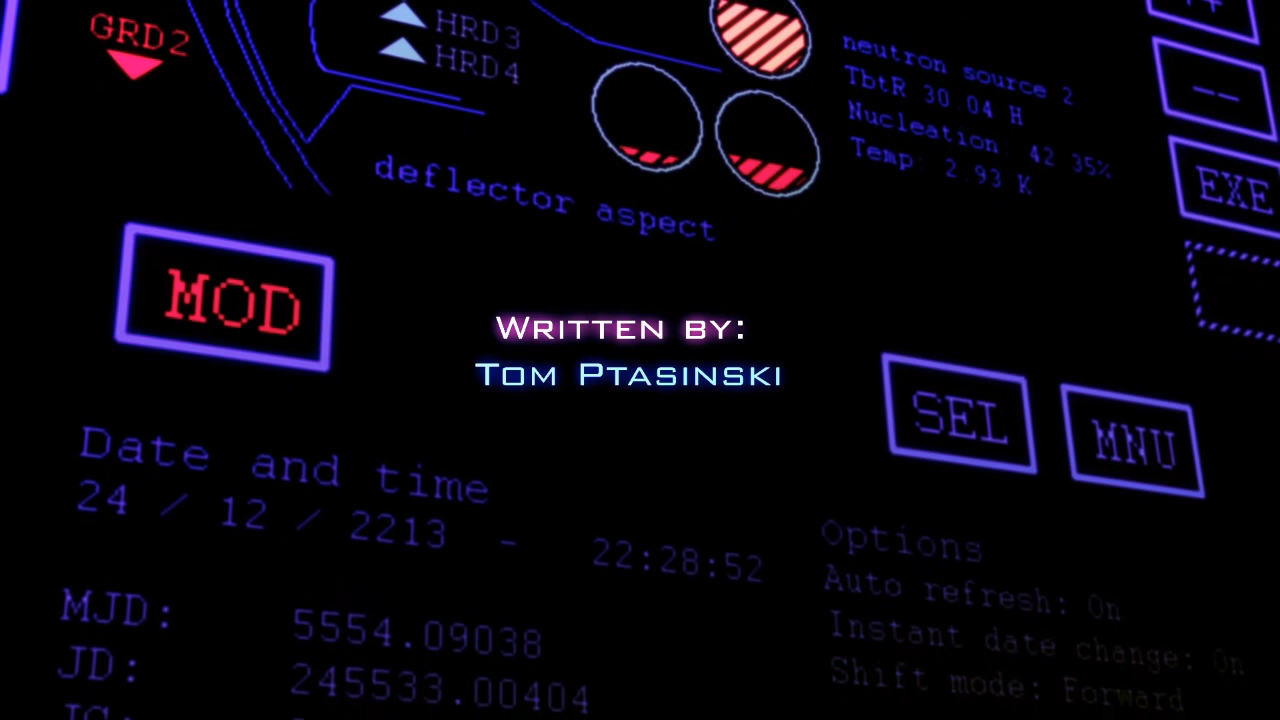 GRD2
HRD3
HRD4
deflector aspect
neutron source 2
TbtR 30 04 H
Nucleation: 42 35%
Temp: 2.93 K
--
EXE
MOD
Written by:
Tom Ptasinski
SEL
MNU
Date and time
24 / 12 / 2213 - 22:28:52
MJD: 5554.09038
JD: 245533.00404
Options
Auto refresh: On
Instant date change: On
Shift mode: Forward